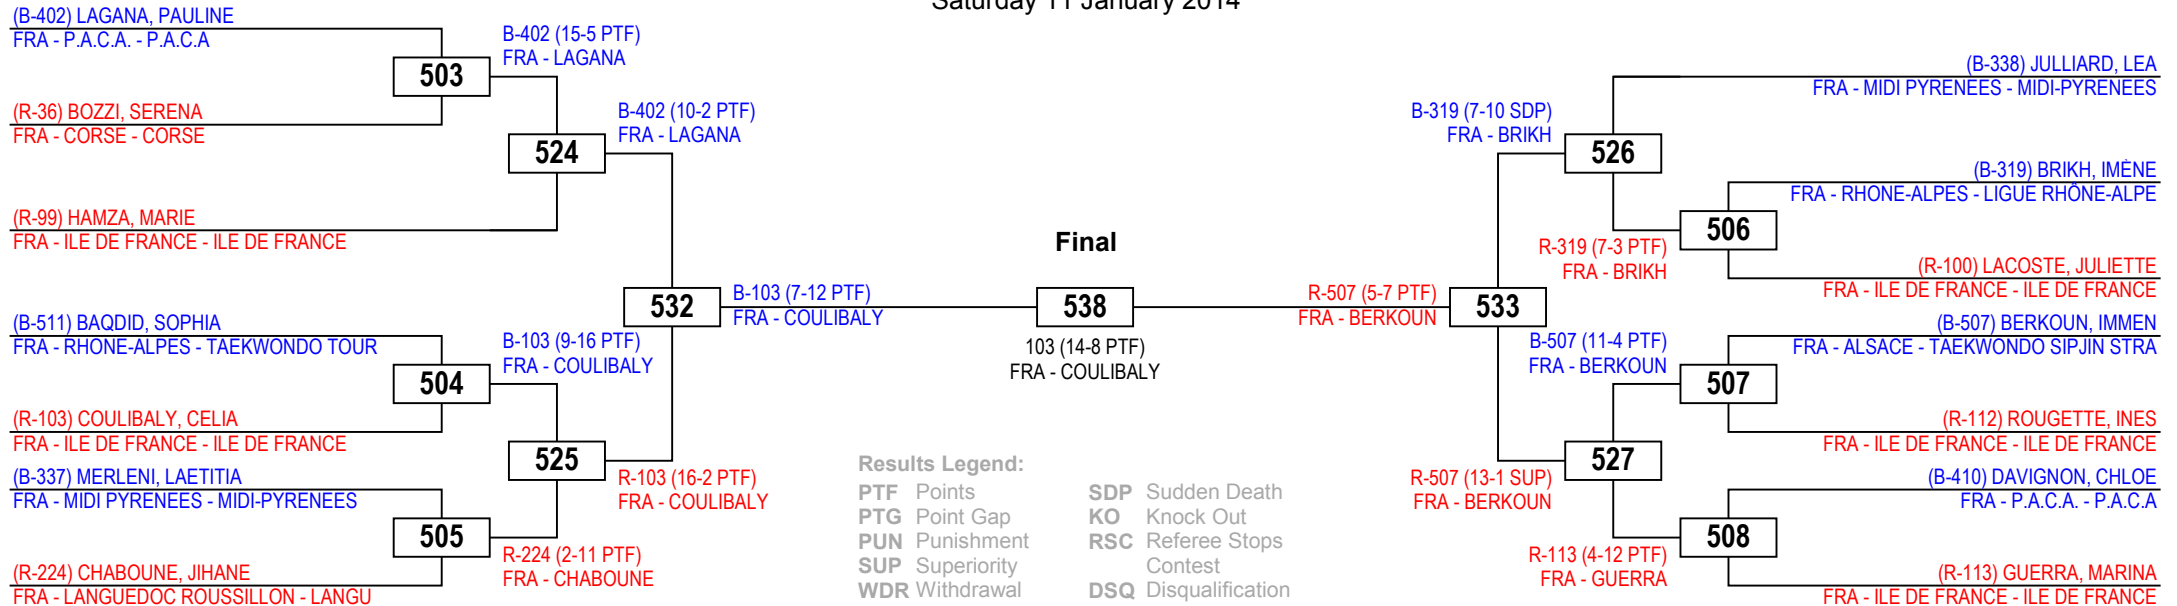 Saturday 11 January 2014
(B-402) LAGANA, PAULINE
FRA - P.A.C.A. - P.A.C.A
503
B-402 (15-5 PTF)
FRA - LAGANA
(R-36) BOZZI, SERENA
FRA - CORSE - CORSE
524
B-402 (10-2 PTF)
FRA - LAGANA
(R-99) HAMZA, MARIE
FRA - ILE DE FRANCE - ILE DE FRANCE
532
B-103 (7-12 PTF)
FRA - COULIBALY
(B-511) BAQDID, SOPHIA
FRA - RHONE-ALPES - TAEKWONDO TOUR
504
B-103 (9-16 PTF)
FRA - COULIBALY
(R-103) COULIBALY, CELIA
FRA - ILE DE FRANCE - ILE DE FRANCE
525
R-103 (16-2 PTF)
FRA - COULIBALY
(B-337) MERLENI, LAETITIA
FRA - MIDI PYRENEES - MIDI-PYRENEES
505
R-224 (2-11 PTF)
FRA - CHABOUNE
(R-224) CHABOUNE, JIHANE
FRA - LANGUEDOC ROUSSILLON - LANGU
Final
538
103 (14-8 PTF)
FRA - COULIBALY
Results Legend:
PTF Points
PTG Point Gap
PUN Punishment
SUP Superiority
WDR Withdrawal
SDP Sudden Death
KO Knock Out
RSC Referee Stops
Contest
DSQ Disqualification
(B-338) JULLIARD, LEA
FRA - MIDI PYRENEES - MIDI-PYRENEES
B-319 (7-10 SDP)
FRA - BRIKH
526
(B-319) BRIKH, IMÈNE
FRA - RHONE-ALPES - LIGUE RHÔNE-ALPE
506
R-319 (7-3 PTF)
FRA - BRIKH
(R-100) LACOSTE, JULIETTE
FRA - ILE DE FRANCE - ILE DE FRANCE
R-507 (5-7 PTF)
FRA - BERKOUN
533
(B-507) BERKOUN, IMMEN
FRA - ALSACE - TAEKWONDO SIPJIN STRA
B-507 (11-4 PTF)
FRA - BERKOUN
507
(R-112) ROUGETTE, INES
FRA - ILE DE FRANCE - ILE DE FRANCE
R-507 (13-1 SUP)
FRA - BERKOUN
527
(B-410) DAVIGNON, CHLOE
FRA - P.A.C.A. - P.A.C.A
508
R-113 (4-12 PTF)
FRA - GUERRA
(R-113) GUERRA, MARINA
FRA - ILE DE FRANCE - ILE DE FRANCE